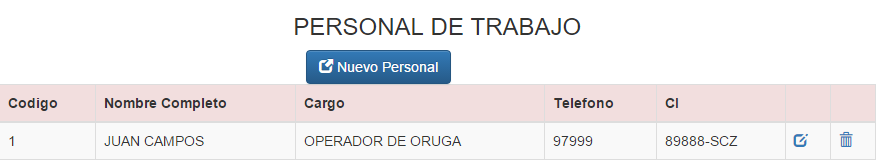 PERSONAL DE TRABAJO
Nuevo Personal
Codigo Nombre Completo Cargo Telefono CI
1 JUAN CAMPOS OPERADOR DE ORUGA 97999 89888-SCZ